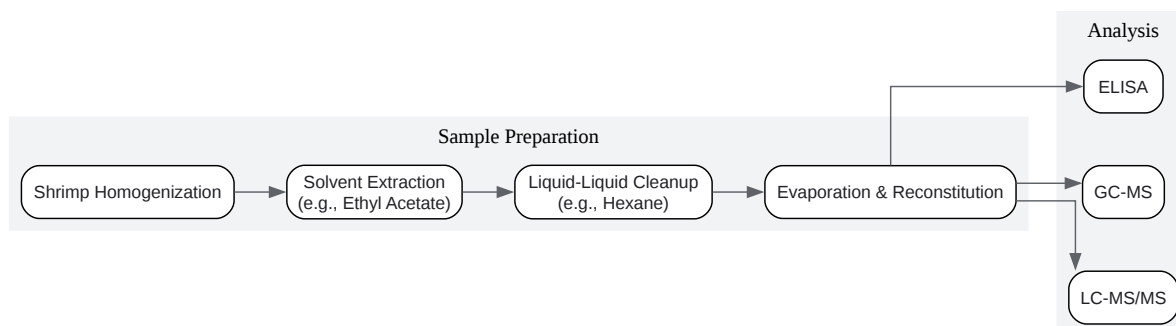 Analysis
ELISA
Sample Preparation
Shrimp Homogenization
Solvent Extraction
(e.g., Ethyl Acetate)
Liquid-Liquid Cleanup
(e.g., Hexane)
Evaporation & Reconstitution
GC-MS
LC-MS/MS